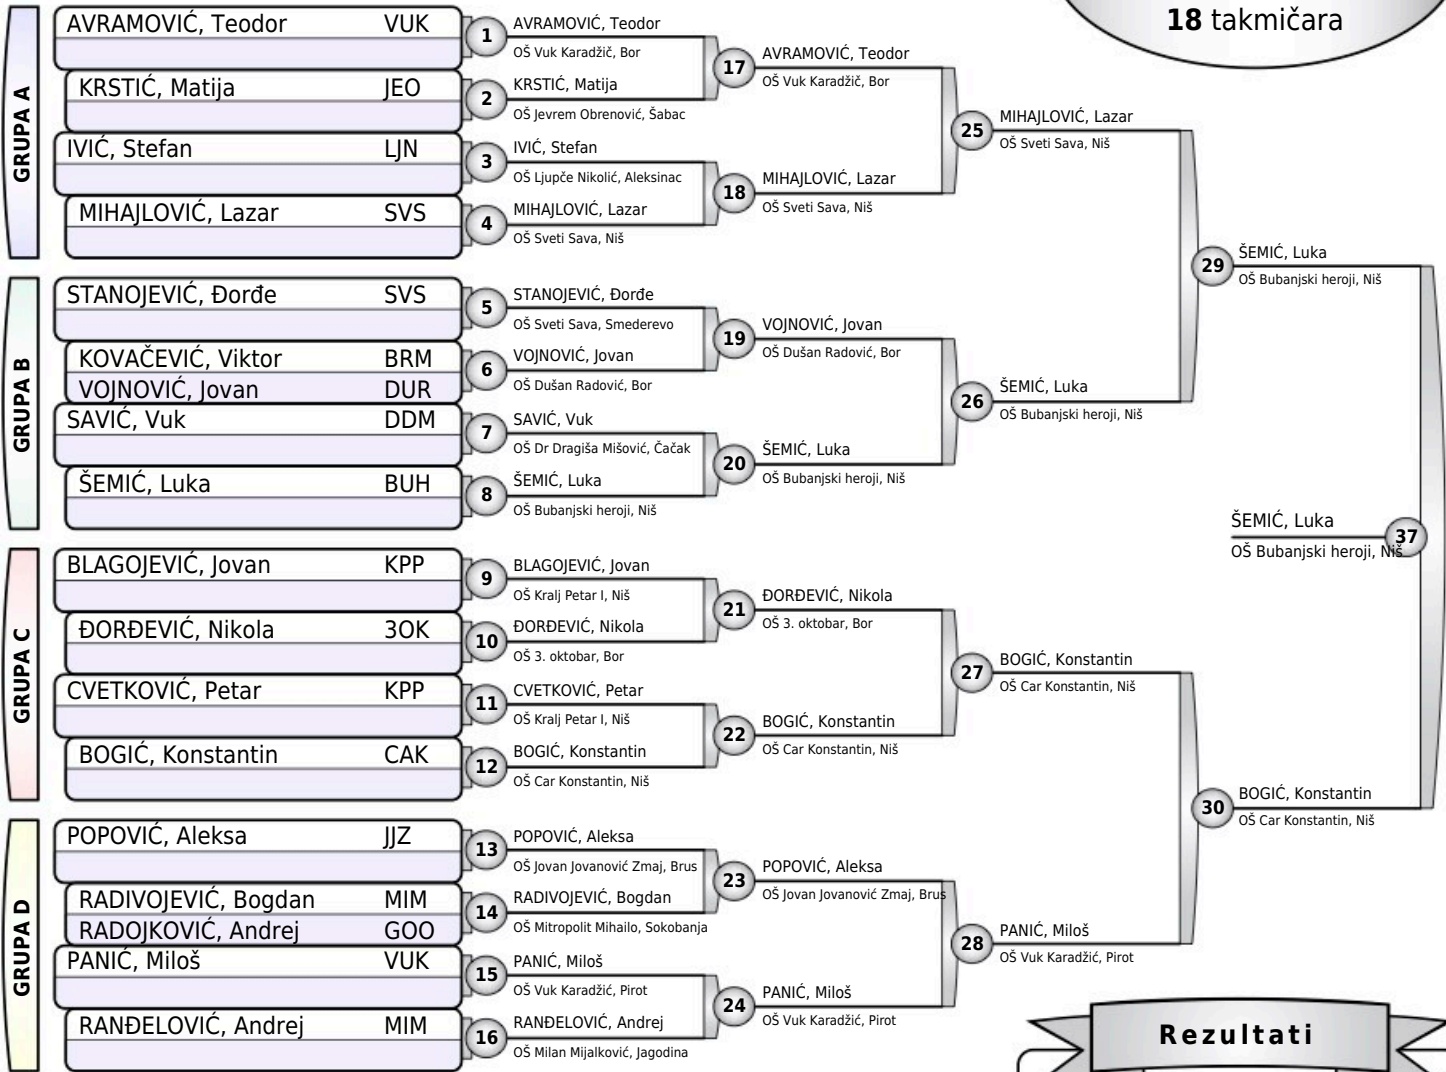 18 takmičara
GRUPA A
AVRAMOVIĆ, Teodor VUK
KRSTIĆ, Matija JEO
IVIĆ, Stefan LJN
MIHAJLOVIĆ, Lazar SVS
GRUPA B
STANOJEVIĆ, Đorđe SVS
KOVAČEVIĆ, Viktor BRM
VOJNOVIĆ, Jovan DUR
SAVIĆ, Vuk DDM
ŠEMIĆ, Luka BUH
GRUPA C
BLAGOJEVIĆ, Jovan KPP
ĐORĐEVIĆ, Nikola 3OK
CVETKOVIĆ, Petar KPP
BOGIĆ, Konstantin CAK
GRUPA D
POPOVIĆ, Aleksa JJZ
RADIVOJEVIĆ, Bogdan MIM
RADOJKOVIĆ, Andrej GOO
PANIĆ, Miloš VUK
RANĐELOVIĆ, Andrej MIM
1
AVRAMOVIĆ, Teodor
OŠ Vuk Karadžič, Bor
2
KRSTIĆ, Matija
OŠ Jevrem Obrenović, Šabac
3
IVIĆ, Stefan
OŠ Ljupče Nikolić, Aleksinac
4
MIHAJLOVIĆ, Lazar
OŠ Sveti Sava, Niš
5
STANOJEVIĆ, Đorđe
OŠ Sveti Sava, Smederevo
6
VOJNOVIĆ, Jovan
OŠ Dušan Radović, Bor
7
SAVIĆ, Vuk
OŠ Dr Dragiša Mišović, Čačak
8
ŠEMIĆ, Luka
OŠ Bubanjski heroji, Niš
9
BLAGOJEVIĆ, Jovan
OŠ Kralj Petar I, Niš
10
ĐORĐEVIĆ, Nikola
OŠ 3. oktobar, Bor
11
CVETKOVIĆ, Petar
OŠ Kralj Petar I, Niš
12
BOGIĆ, Konstantin
OŠ Car Konstantin, Niš
13
POPOVIĆ, Aleksa
OŠ Jovan Jovanović Zmaj, Brus
14
RADIVOJEVIĆ, Bogdan
OŠ Mitropolit Mihailo, Sokobanja
15
PANIĆ, Miloš
OŠ Vuk Karadžić, Pirot
16
RANĐELOVIĆ, Andrej
OŠ Milan Mijalković, Jagodina
17
AVRAMOVIĆ, Teodor
OŠ Vuk Karadžič, Bor
18
MIHAJLOVIĆ, Lazar
OŠ Sveti Sava, Niš
19
VOJNOVIĆ, Jovan
OŠ Dušan Radović, Bor
20
ŠEMIĆ, Luka
OŠ Bubanjski heroji, Niš
21
ĐORĐEVIĆ, Nikola
OŠ 3. oktobar, Bor
22
BOGIĆ, Konstantin
OŠ Car Konstantin, Niš
23
POPOVIĆ, Aleksa
OŠ Jovan Jovanović Zmaj, Brus
24
PANIĆ, Miloš
OŠ Vuk Karadžić, Pirot
25
MIHAJLOVIĆ, Lazar
OŠ Sveti Sava, Niš
26
ŠEMIĆ, Luka
OŠ Bubanjski heroji, Niš
27
BOGIĆ, Konstantin
OŠ Car Konstantin, Niš
28
PANIĆ, Miloš
OŠ Vuk Karadžić, Pirot
29
ŠEMIĆ, Luka
OŠ Bubanjski heroji, Niš
30
BOGIĆ, Konstantin
OŠ Car Konstantin, Niš
37
ŠEMIĆ, Luka
OŠ Bubanjski heroji, Niš
Rezultati